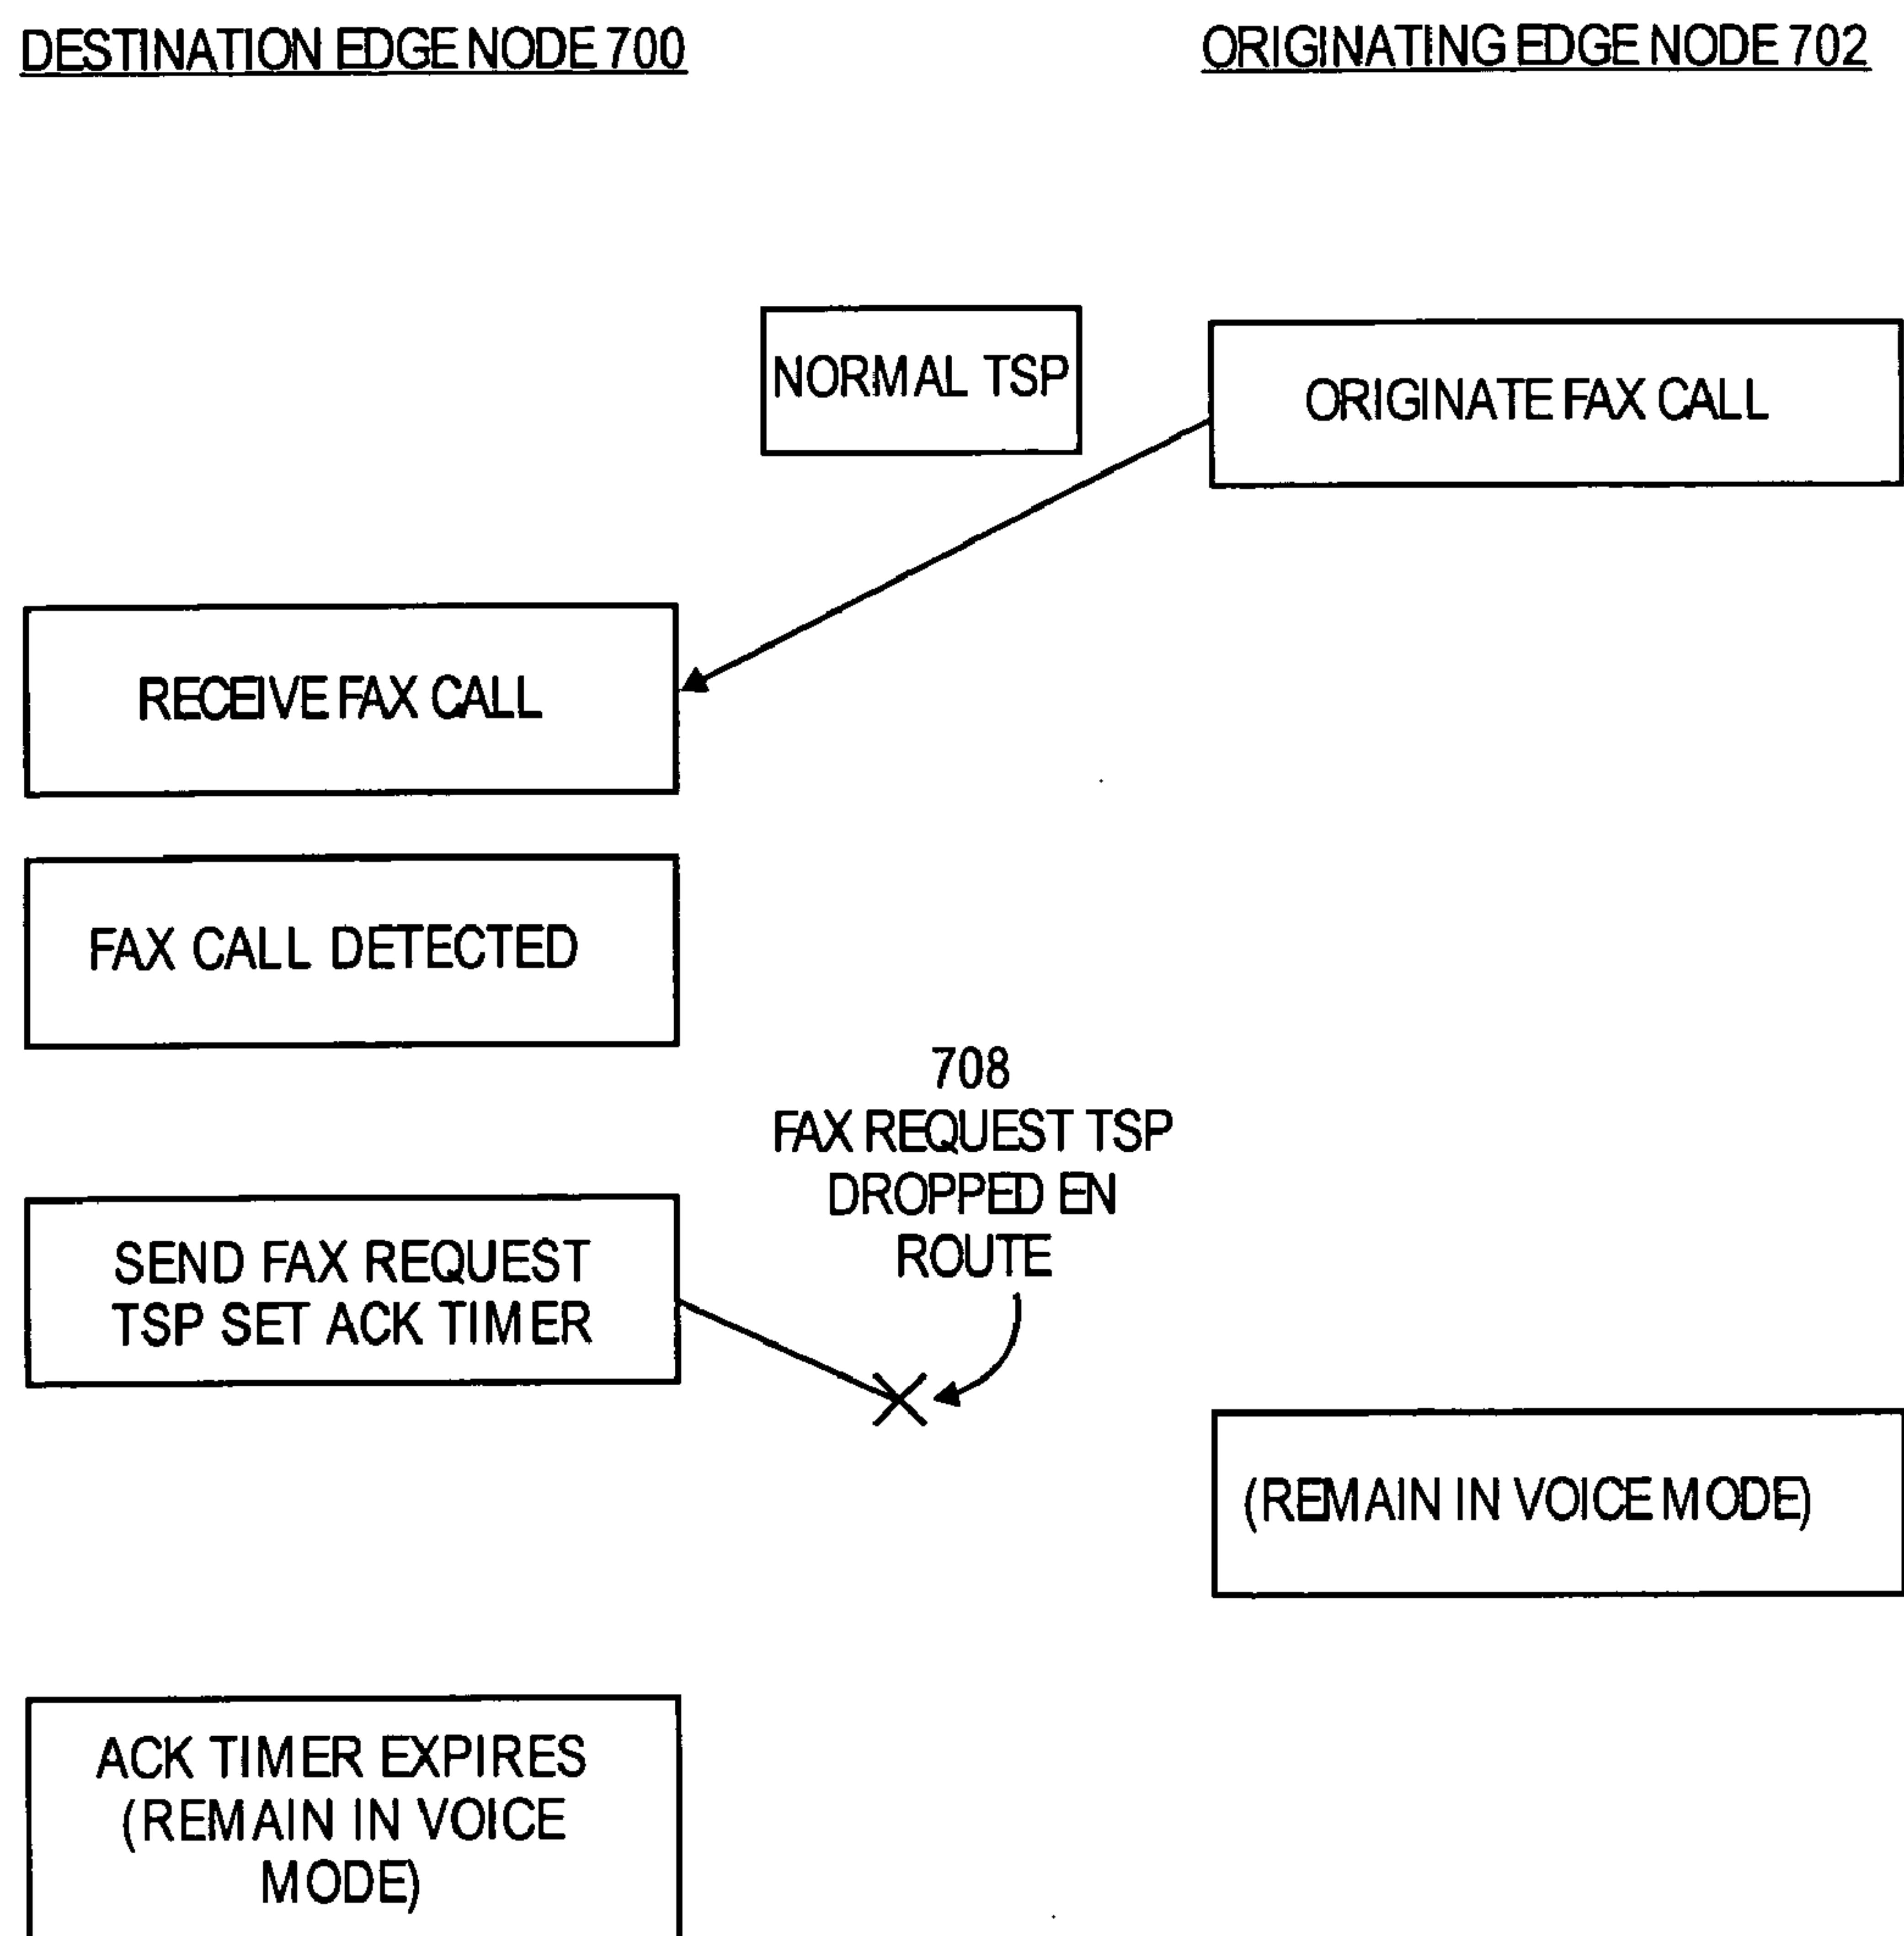 DESTINATION EDGE NODE 700
ORIGINATING EDGE NODE 702
NORMAL TSP
ORIGINATE FAX CALL
RECEIVE FAX CALL
FAX CALL DETECTED
708
FAX REQUEST TSP
DROPPED EN
ROUTE
SEND FAX REQUEST
TSP SET ACK TIMER
(REMAIN IN VOICE MODE)
ACK TIMER EXPIRES
(REMAIN IN VOICE
MODE)